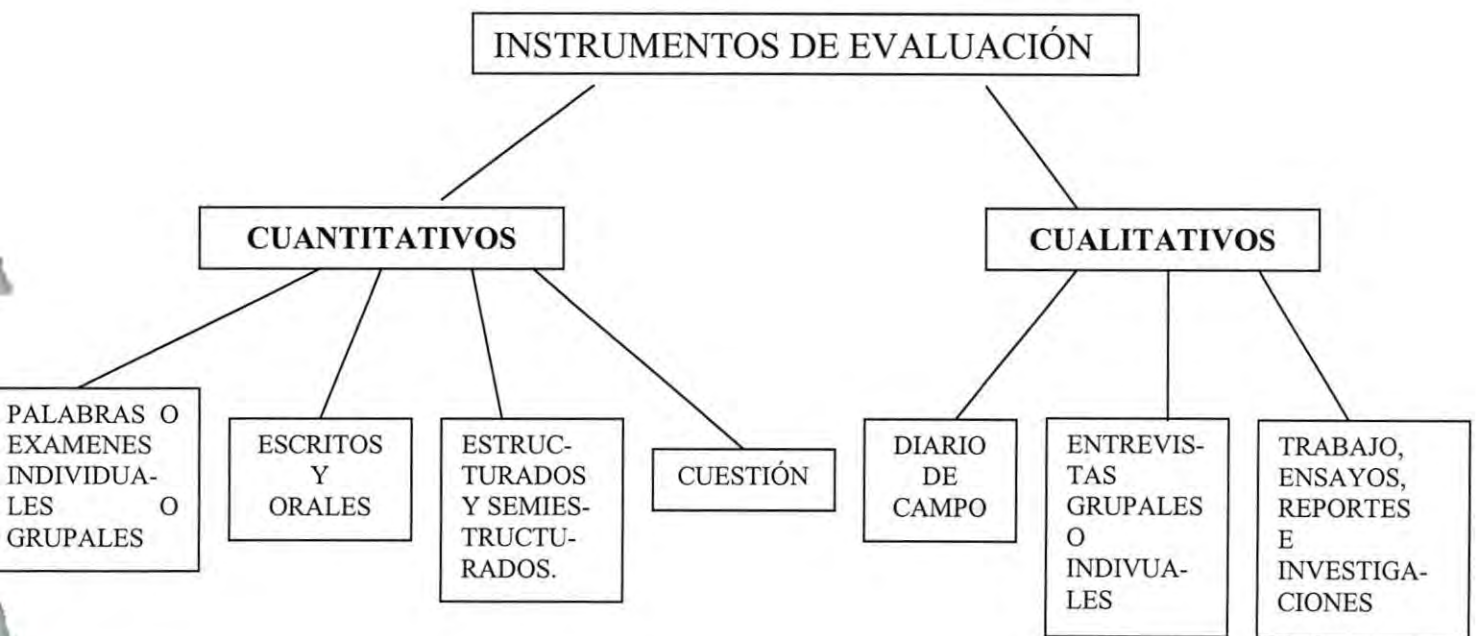 INSTRUMENTOS DE EVALUACIÓN
CUANTITATIVOS
CUALITATIVOS
PALABRAS O
EXAMENES
INDIVIDUA-
LES O
GRUPALES
ESCRITOS
Y
ORALES
ESTRUC-
TURADOS
Y SEMIES-
TRUCTU-
RADOS.
CUESTIÓN
DIARIO
DE
CAMPO
ENTREVIS-
TAS
GRUPALES
O
INDIVUA-
LES
TRABAJO,
ENSAYOS,
REPORTES
E
INVESTIGA-
CIONES